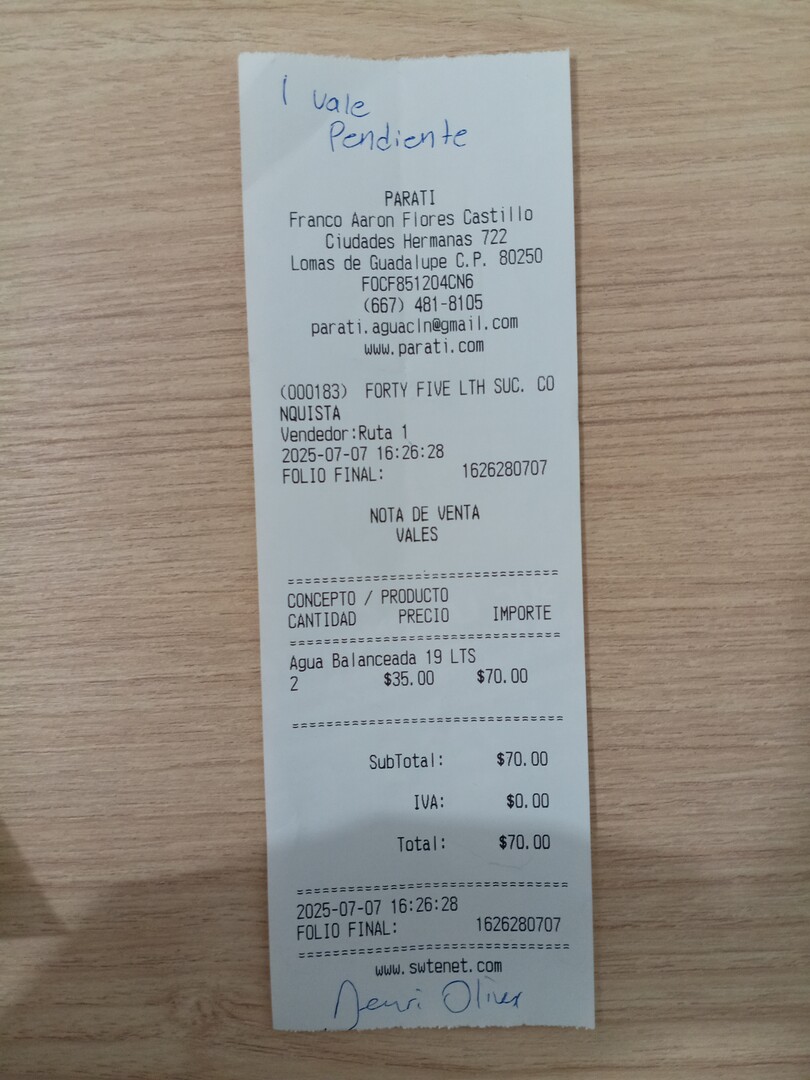 1 vale
Pendiente
PARATI
Franco Aaron Flores Castillo
Ciudades Hermanas 722
Lomas de Guadalupe C.P. 80250
FOCF851204CN6
(667) 481-8105
parati.aguacln@gmail.com
www.parati.com
(000183) FORTY FIVE LTH SUC. CO
NQUISTA
Vendedor:Ruta 1
2025-07-07 16:26:28
FOLIO FINAL: 1626280707
NOTA DE VENTA
VALES
================================
CONCEPTO / PRODUCTO
CANTIDAD PRECIO IMPORTE
================================
Agua Balanceada 19 LTS
2 $35.00 $70.00
================================
SubTotal: $70.00
IVA: $0.00
Total: $70.00
================================
2025-07-07 16:26:28
FOLIO FINAL: 1626280707
================================
www.swtenet.com